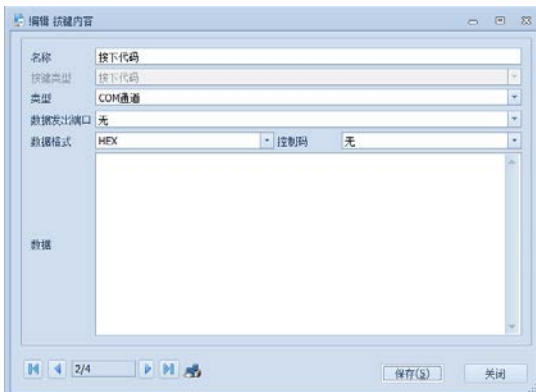 编辑 按键内容
名称 按下代码
按键类型 按下代码
类型 COM通道
数据发出端口 无
数据格式 HEX 控制码 无
数据
2/4 保存(S) 关闭